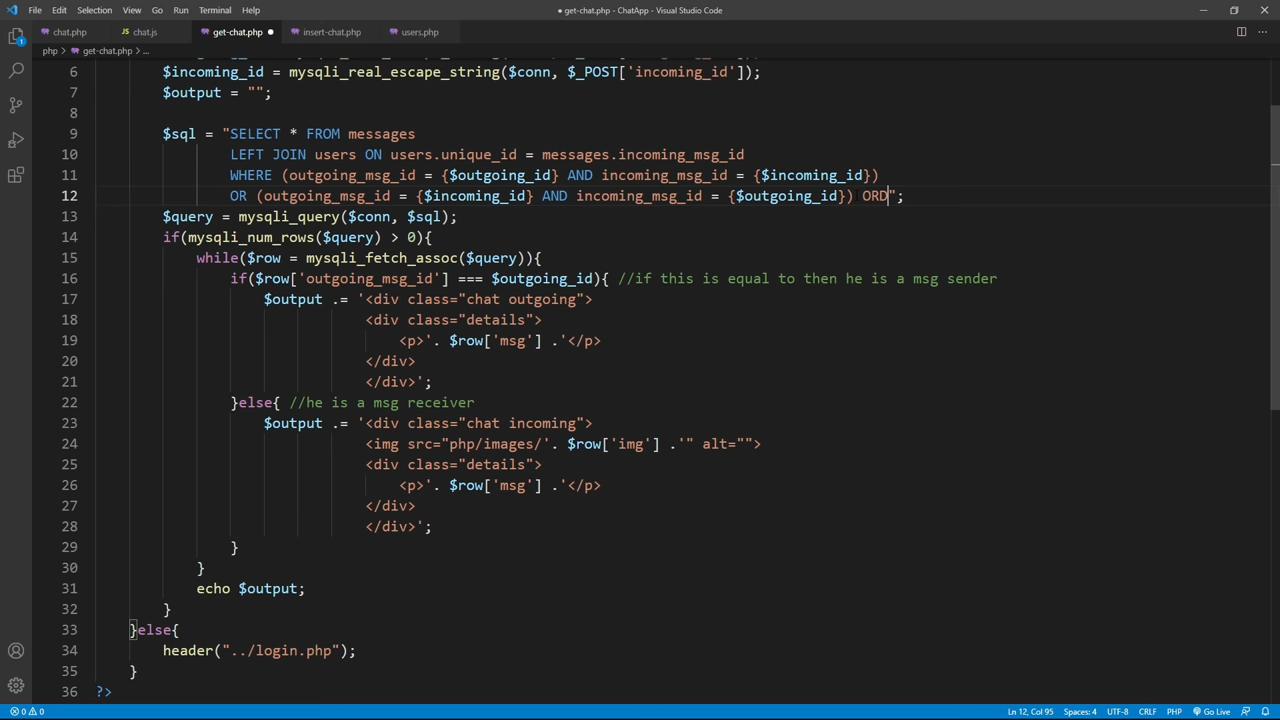 File Edit Selection View Go Run Terminal Help
● get-chat.php - ChatApp - Visual Studio Code
chat.php chat.js get-chat.php ● insert-chat.php users.php
php > get-chat.php > ...
6 $incoming_id = mysqli_real_escape_string($conn, $_POST['incoming_id']);
7 $output = "";
8
9 $sql = "SELECT * FROM messages
10 LEFT JOIN users ON users.unique_id = messages.incoming_msg_id
11 WHERE (outgoing_msg_id = {$outgoing_id} AND incoming_msg_id = {$incoming_id})
12 OR (outgoing_msg_id = {$incoming_id} AND incoming_msg_id = {$outgoing_id}) ORD";
13 $query = mysqli_query($conn, $sql);
14 if(mysqli_num_rows($query) > 0){
15 while($row = mysqli_fetch_assoc($query)){
16 if($row['outgoing_msg_id'] === $outgoing_id){ //if this is equal to then he is a msg sender
17 $output .= '<div class="chat outgoing">
18 <div class="details">
19 <p>'. $row['msg'] .'</p>
20 </div>
21 </div>';
22 }else{ //he is a msg receiver
23 $output .= '<div class="chat incoming">
24 <img src="php/images/'. $row['img'] .'" alt="">
25 <div class="details">
26 <p>'. $row['msg'] .'</p>
27 </div>
28 </div>';
29 }
30 }
31 echo $output;
32 }
33 }else{
34 header("../login.php");
35 }
36 ?>
1
0 0 Ln 12, Col 95 Spaces: 4 UTF-8 CRLF PHP Go Live